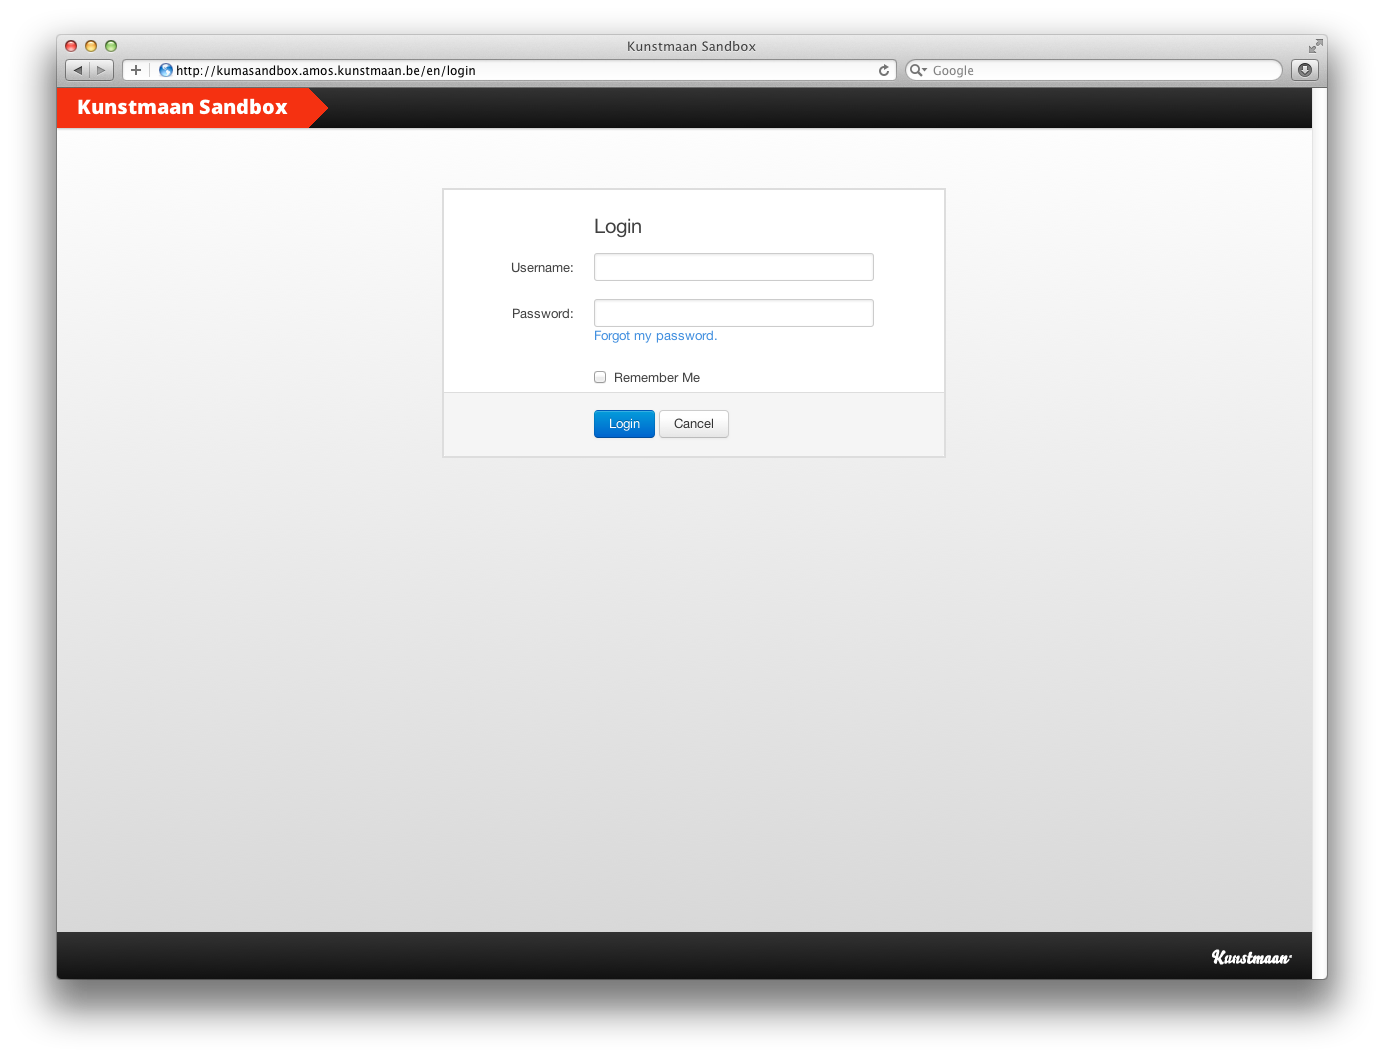 Kunstmaan Sandbox
http://kumasandbox.amos.kunstmaan.be/en/login
Google
Kunstmaan Sandbox
Login
Username:
Password:
Forgot my password.
Remember Me
Login Cancel
Kunstmaan